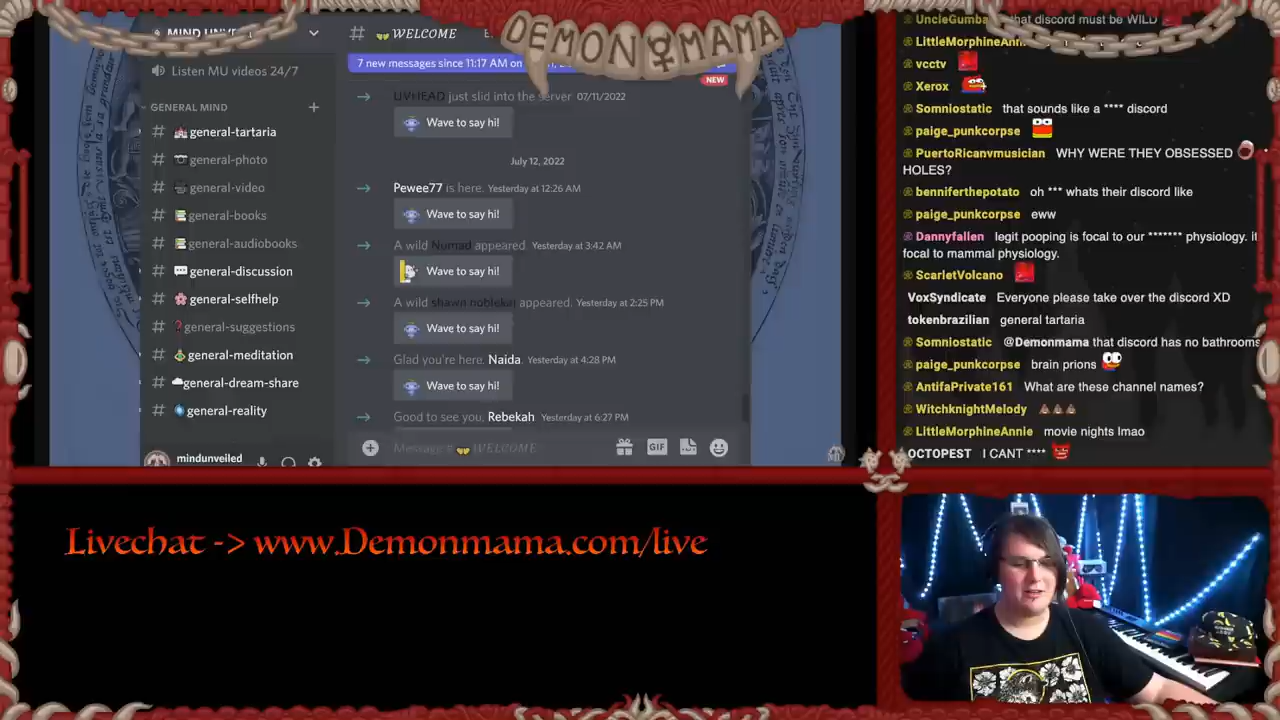 DEMON MAMA
MIND UNVE
Listen MU videos 24/7
GENERAL MIND
# general-tartaria
# general-photo
# general-video
# general-books
# general-audiobooks
# general-discussion
# general-selfhelp
# general-suggestions
# general-meditation
# general-dream-share
# general-reality
mindunveiled
# WELCOME
7 new messages since 11:17 AM on
NEW
LIVHEAD just slid into the server 07/11/2022
Wave to say hi!
July 12, 2022
Pewee77 is here. Yesterday at 12:26 AM
Wave to say hi!
A wild Numad appeared. Yesterday at 3:42 AM
Wave to say hi!
A wild shawn appeared. Yesterday at 2:25 PM
Wave to say hi!
Glad you're here, Naida. Yesterday at 4:28 PM
Wave to say hi!
Good to see you, Rebekah Yesterday at 6:27 PM
Message # WELCOME
GIF
UncleGumba that discord must be WILD
LittleMorphineAnn
vcctv
Xerox
Somniostatic that sounds like a **** discord
paige_punkcorpse
PuertoRicanvmusician WHY WERE THEY OBSESSED
HOLES?
benniferthepotato oh *** whats their discord like
paige_punkcorpse eww
Dannyfallen legit pooping is focal to our ******* physiology. it
focal to mammal physiology.
ScarletVolcano
VoxSyndicate Everyone please take over the discord XD
tokenbrazilian general tartaria
Somniostatic @Demonmama that discord has no bathrooms
paige_punkcorpse brain prions
AntifaPrivate161 What are these channel names?
WitchknightMelody
LittleMorphineAnnie movie nights lmao
OCTOPEST I CANT ****
Livechat -> www.Demonmama.com/live